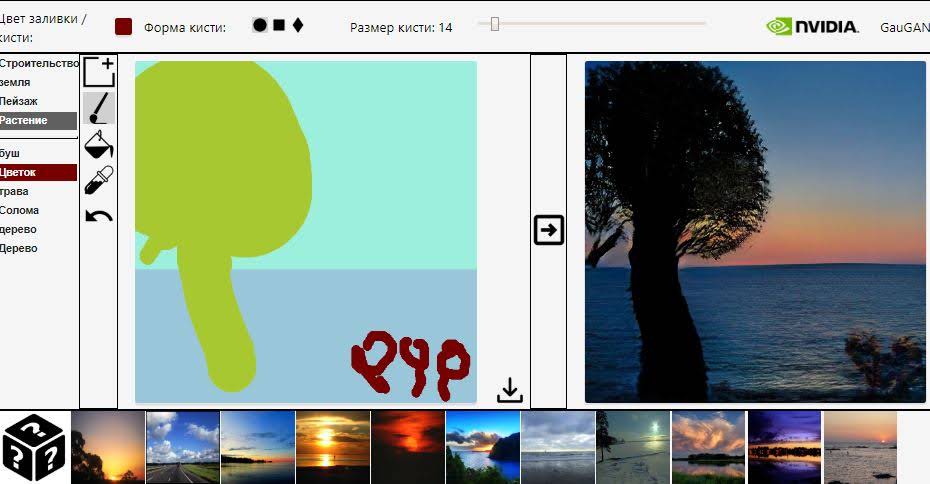 Цвет заливки /
кисти:
Форма кисти:
Размер кисти: 14
NVIDIA.
GauGAN
Строительство
земля
Пейзаж
Растение
буш
Цветок
трава
Солома
дерево
Дерево
? ? ?